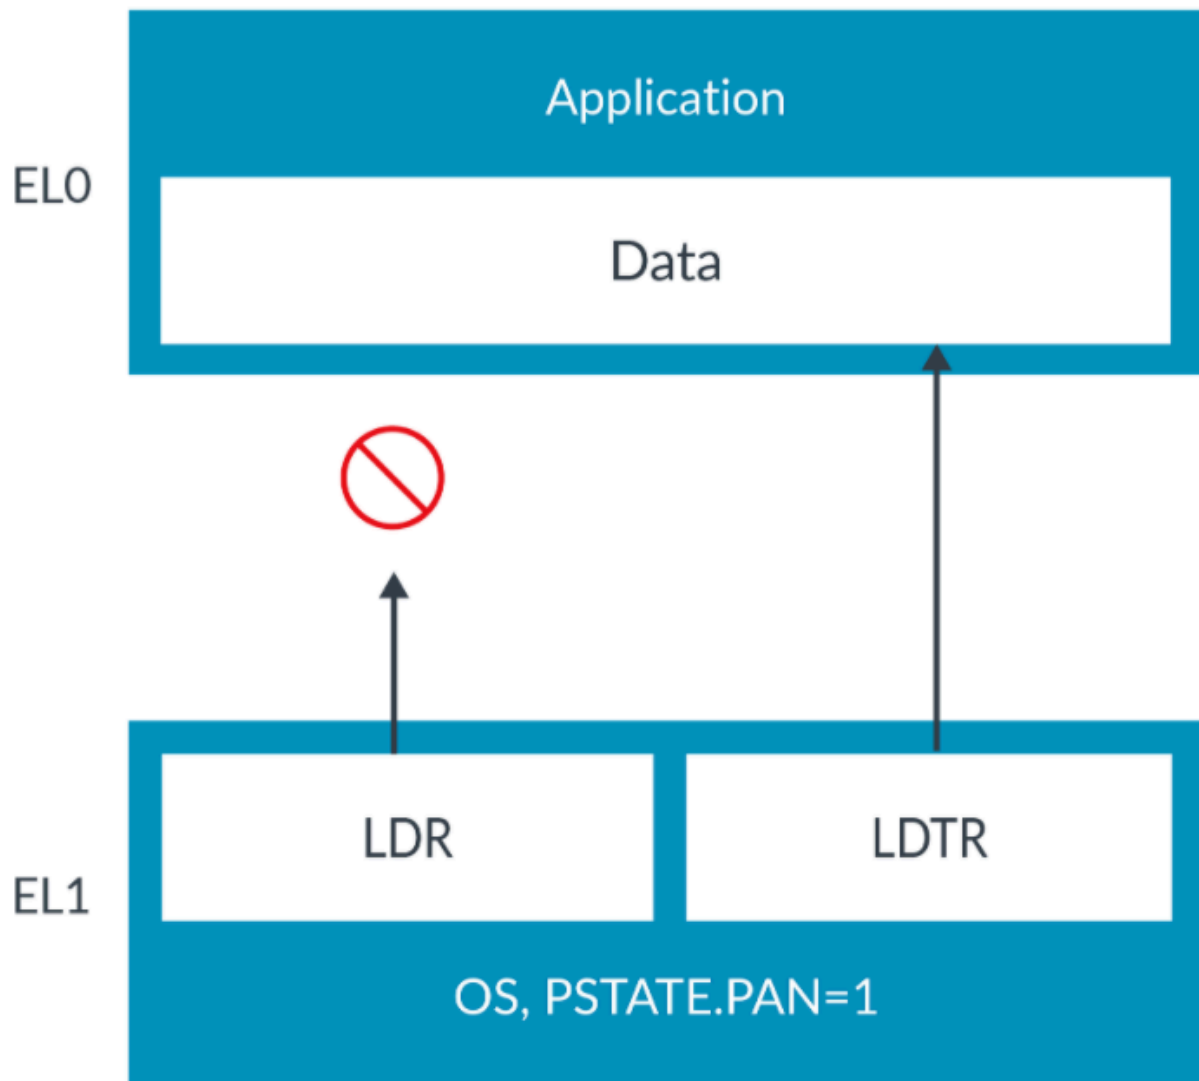 Application
EL0
Data
LDR
LDTR
EL1
OS, PSTATE.PAN=1